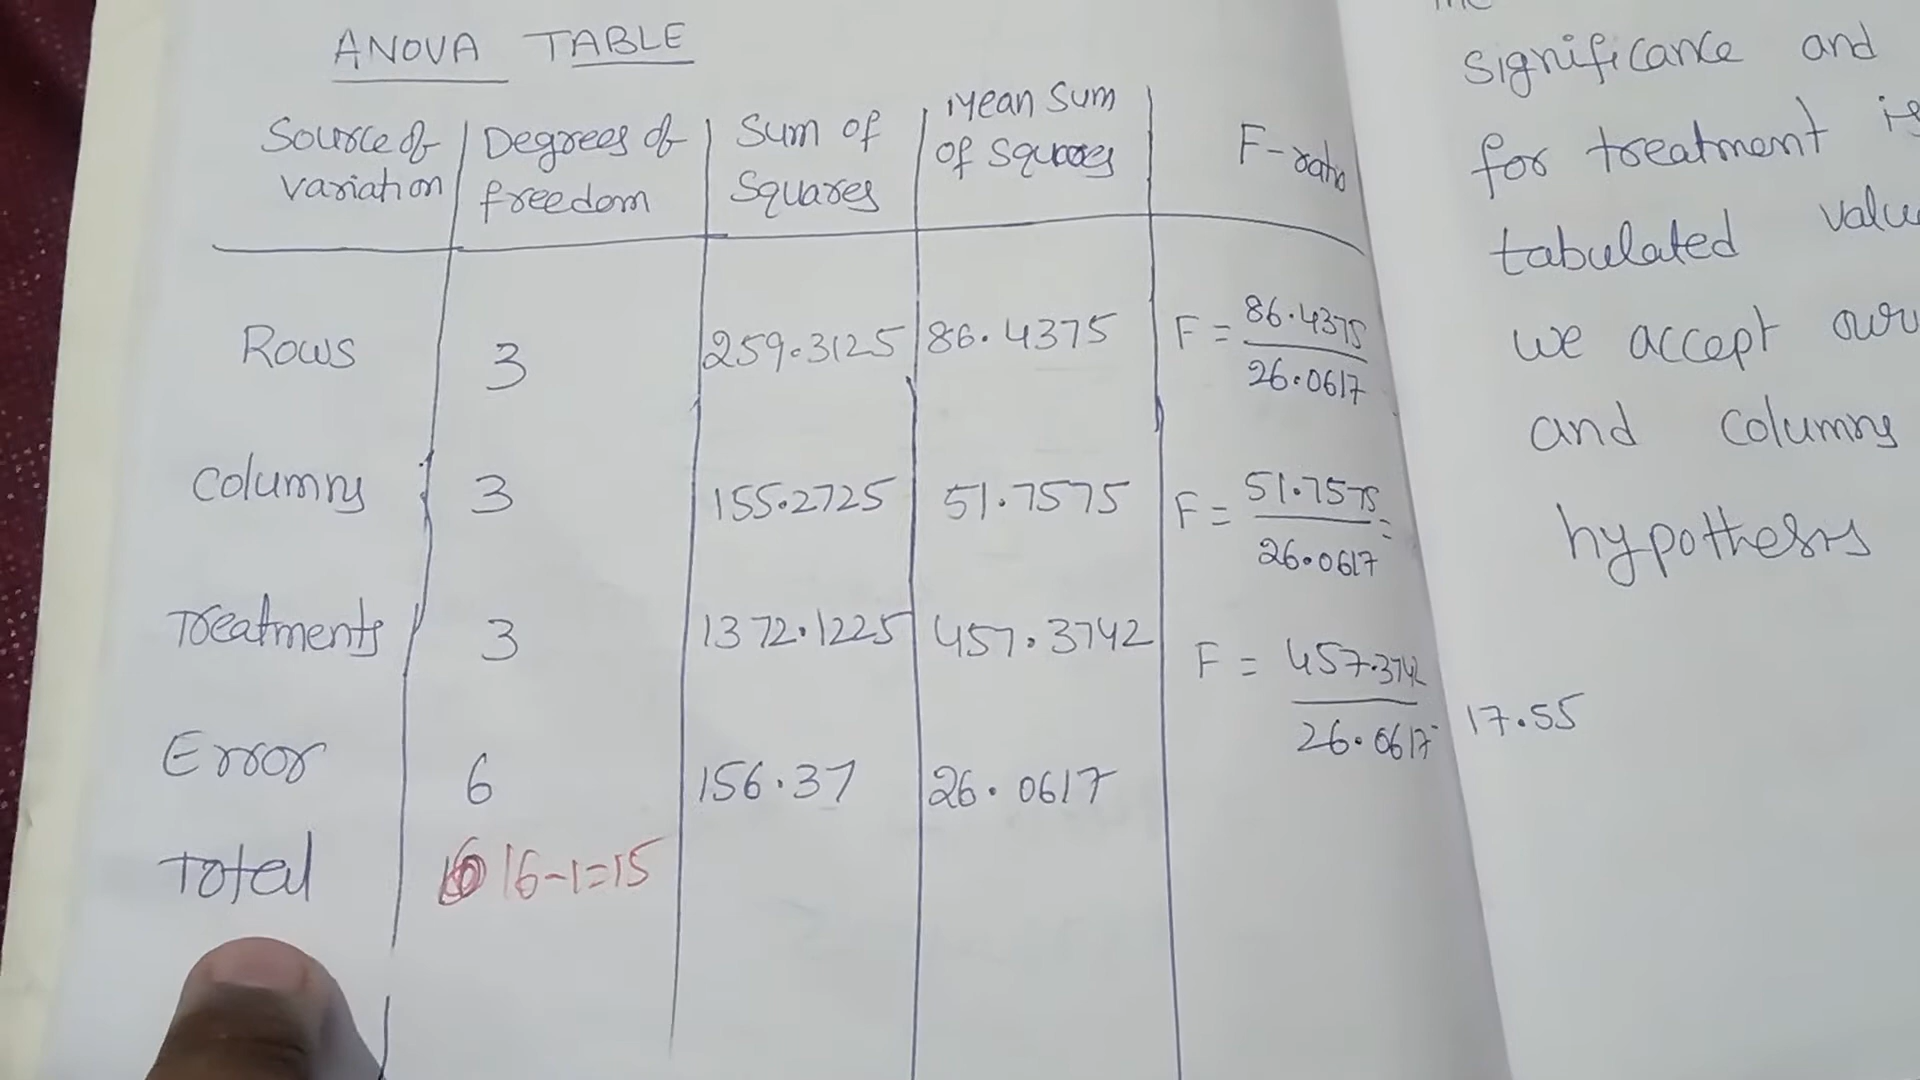 ANOVA TABLE
Source of variation
Degrees of freedom
Sum of Squares
Mean Sum of Squares
F-ratio
Rows 3 259.3125 86.4375 F = 86.4375 / 26.0617
Columns 3 155.2725 51.7575 F = 51.7575 / 26.0617 =
Treatments 3 1372.1225 457.3742 F = 457.3742 / 26.0617 17.55
Error 6 156.37 26.0617
Total 16-1=15
significance and
for treatment is
tabulated value
we accept our
and columns
hypothesis